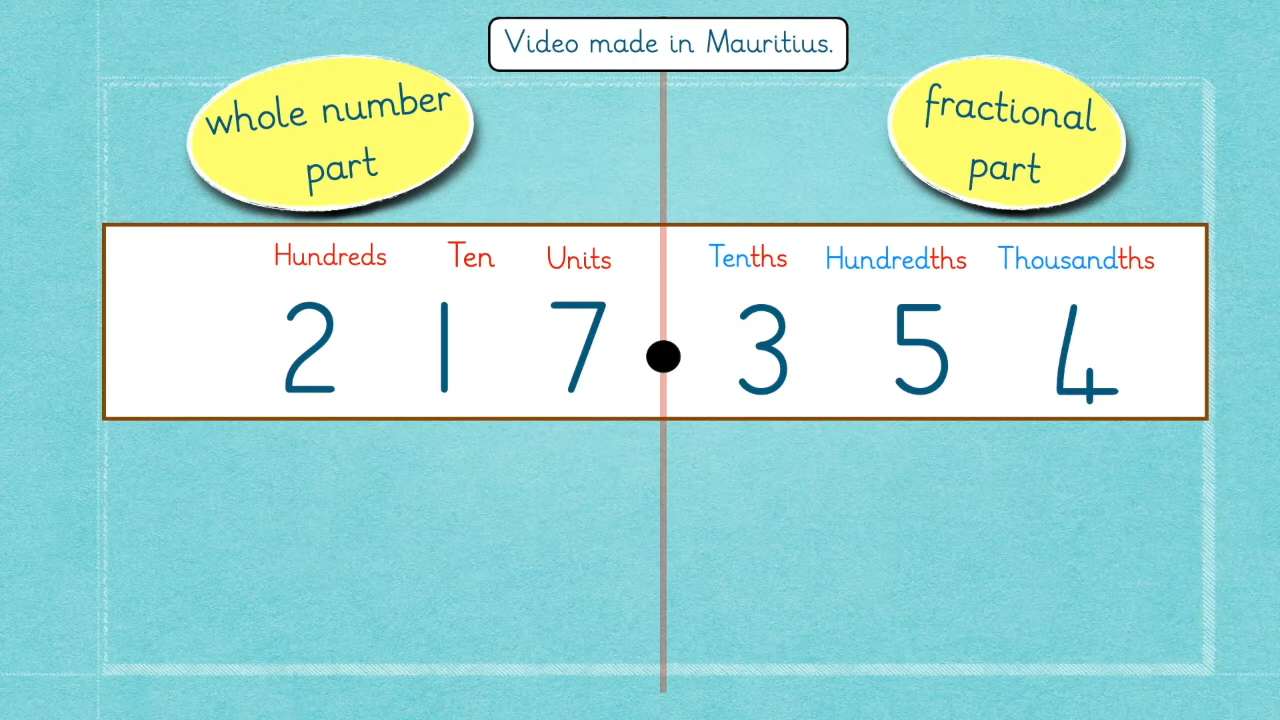 Video made in Mauritius.
whole number
part
fractional
part
Hundreds Ten Units Tenths Hundredths Thousandths
2 1 7 . 3 5 4